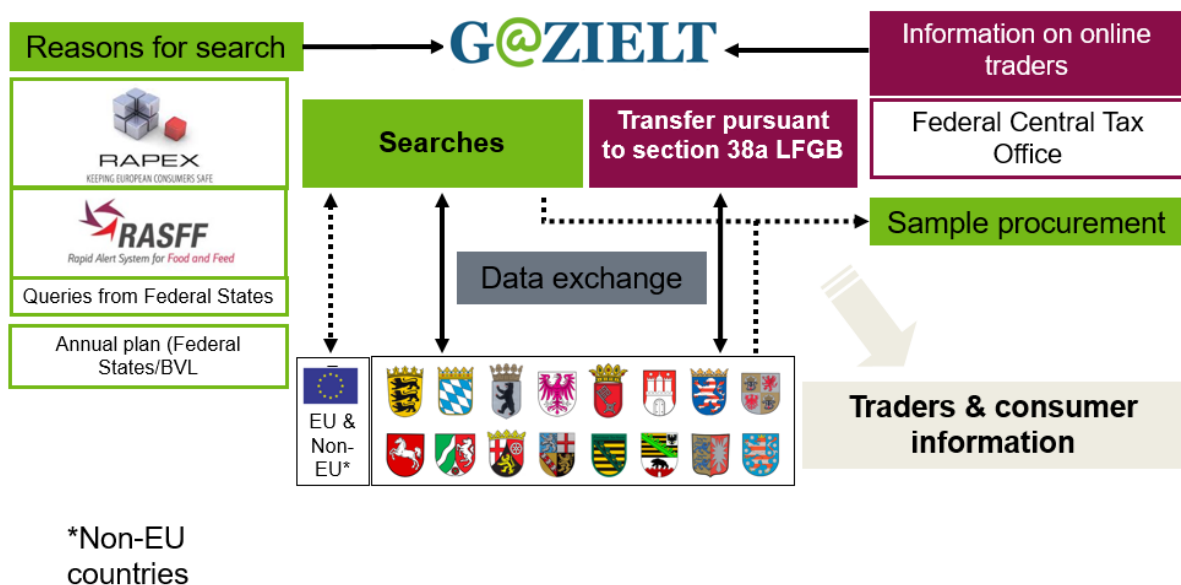 Reasons for search
G@ZIELT
Information on online
traders
RAPEX
KEEPING EUROPEAN CONSUMERS SAFE
Searches
Transfer pursuant
to section 38a LFGB
Federal Central Tax
Office
RASFF
Rapid Alert System for Food and Feed
Sample procurement
Data exchange
Queries from Federal States
Annual plan (Federal
States/BVL
EU &
Non-
EU*
Traders & consumer
information
*Non-EU
countries